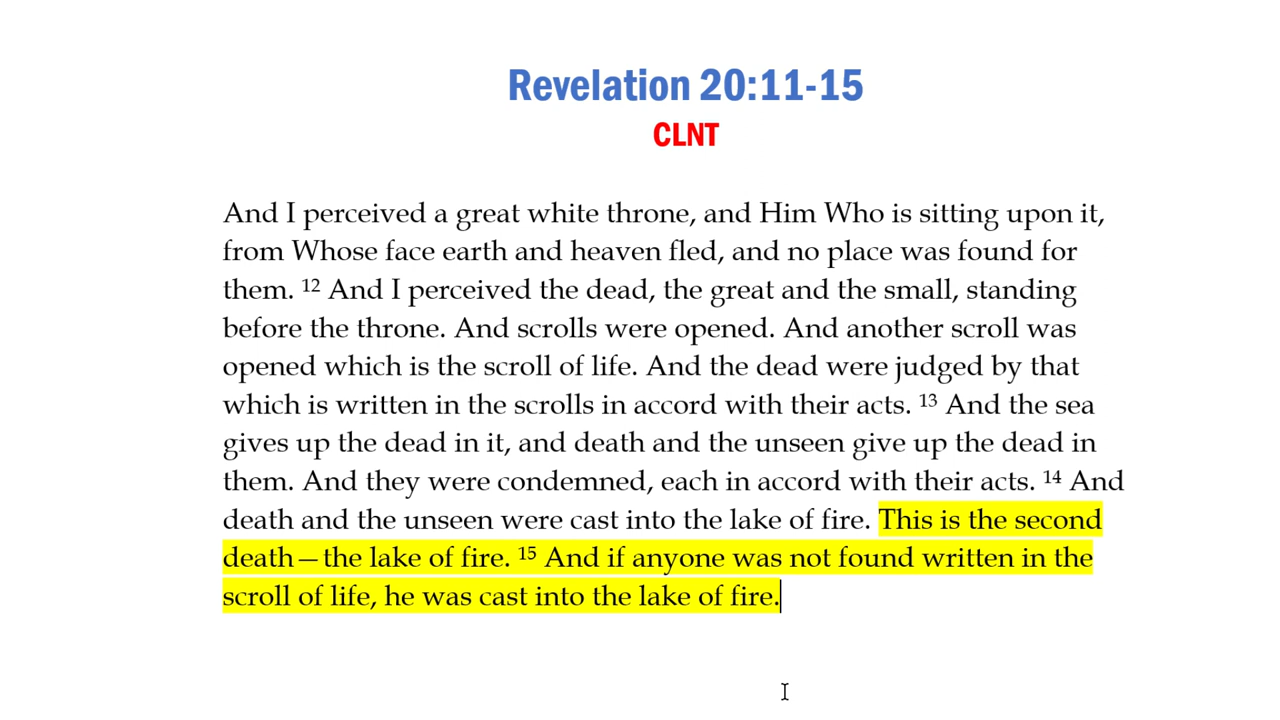 Revelation 20:11-15
CLNT
And I perceived a great white throne, and Him Who is sitting upon it,
from Whose face earth and heaven fled, and no place was found for
them. ¹² And I perceived the dead, the great and the small, standing
before the throne. And scrolls were opened. And another scroll was
opened which is the scroll of life. And the dead were judged by that
which is written in the scrolls in accord with their acts. ¹³ And the sea
gives up the dead in it, and death and the unseen give up the dead in
them. And they were condemned, each in accord with their acts. ¹⁴ And
death and the unseen were cast into the lake of fire. This is the second
death—the lake of fire. ¹⁵ And if anyone was not found written in the
scroll of life, he was cast into the lake of fire.